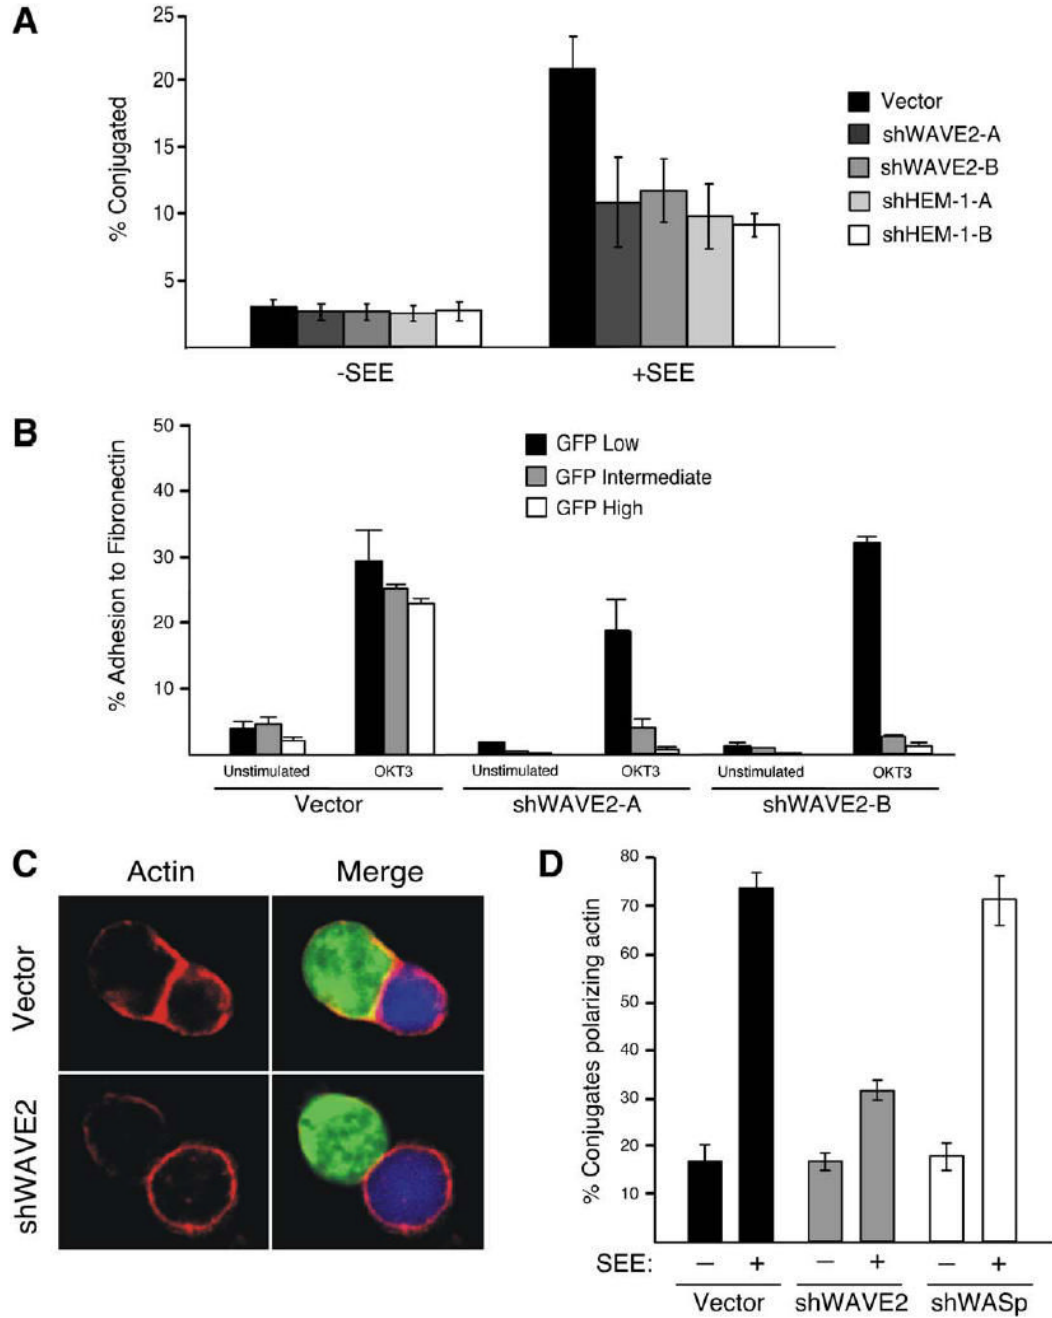 A
% Conjugated
25
20
15
10
5
-SEE
+SEE
Vector
shWAVE2-A
shWAVE2-B
shHEM-1-A
shHEM-1-B
B
% Adhesion to Fibronectin
50
40
30
20
10
GFP Low
GFP Intermediate
GFP High
Unstimulated OKT3 Unstimulated OKT3 Unstimulated OKT3
Vector shWAVE2-A shWAVE2-B
C
Actin Merge
Vector
shWAVE2
D
% Conjugates polarizing actin
80
70
60
50
40
30
20
10
SEE: – + – + – +
Vector shWAVE2 shWASp